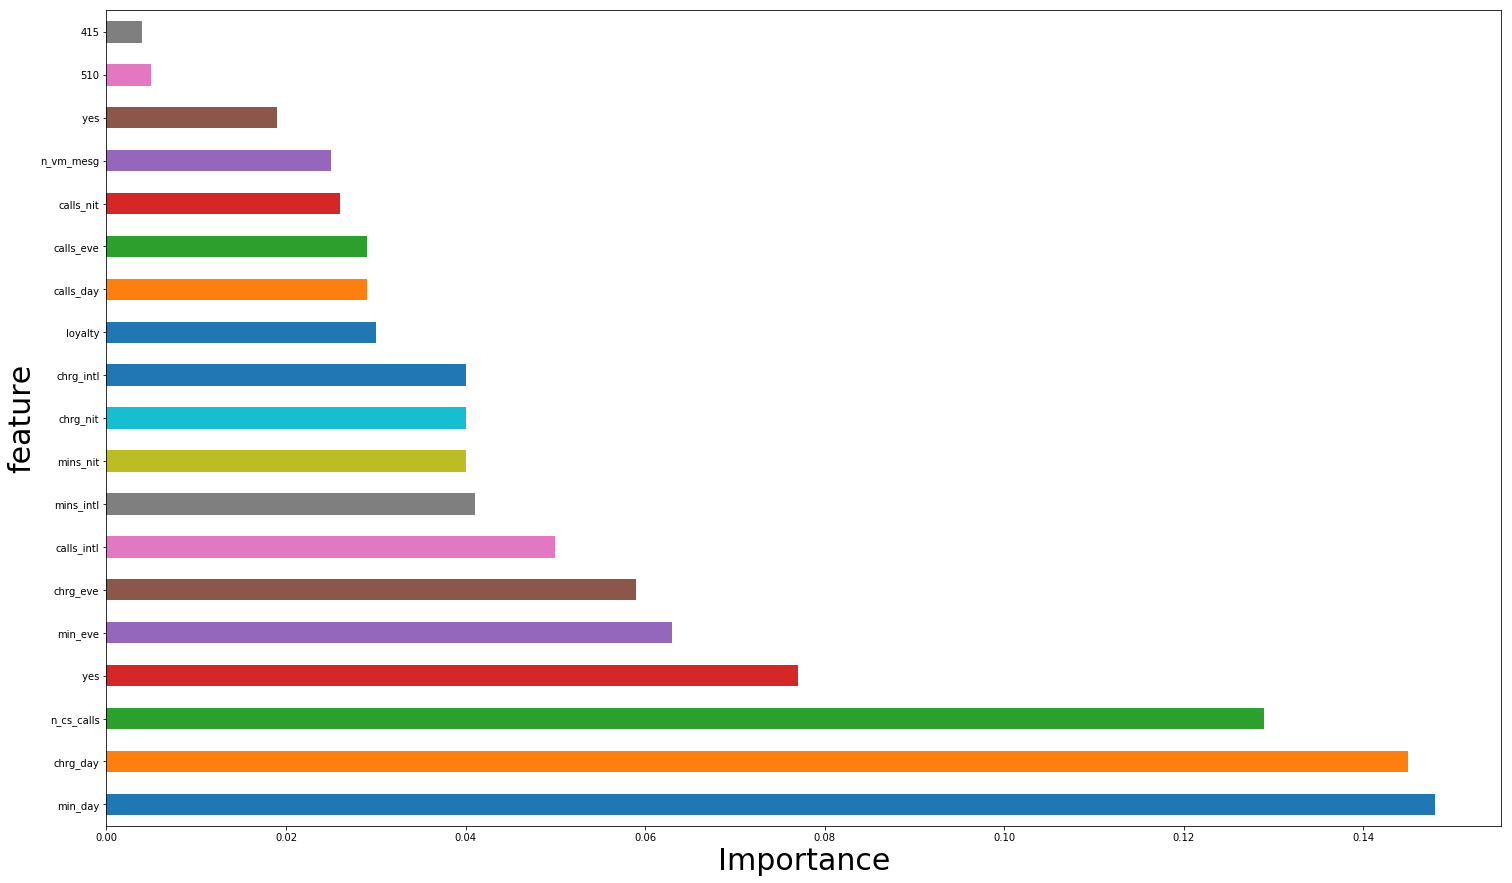 415
510
yes
n_vm_mesg
calls_nit
calls_eve
calls_day
loyalty
chrg_intl
chrg_nit
mins_nit
mins_intl
calls_intl
chrg_eve
min_eve
yes
n_cs_calls
chrg_day
min_day
feature
0.00 0.02 0.04 0.06 0.08 0.10 0.12 0.14
Importance